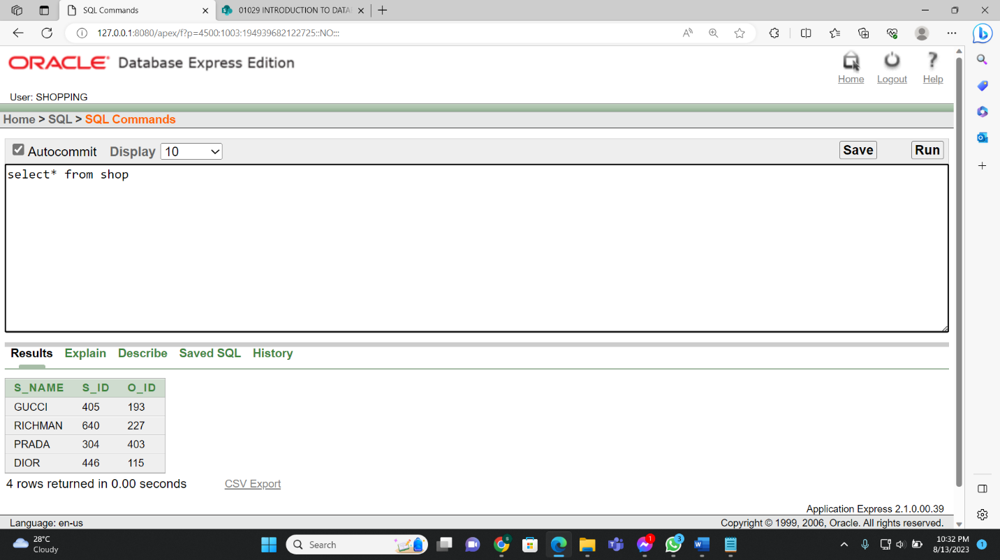 SQL Commands
01029 INTRODUCTION TO DATA
127.0.0.1:8080/apex/f?p=4500:1003:194939682122725::NO:::
ORACLE Database Express Edition
Home Logout Help
User: SHOPPING
Home > SQL > SQL Commands
Autocommit Display 10 Save Run
select* from shop
Results Explain Describe Saved SQL History
S_NAME S_ID O_ID
GUCCI 405 193
RICHMAN 640 227
PRADA 304 403
DIOR 446 115
4 rows returned in 0.00 seconds CSV Export
Application Express 2.1.0.00.39
Language: en-us Copyright © 1999, 2006, Oracle. All rights reserved.
28°C
Cloudy
Search
1
3
10:32 PM
8/13/2023
1